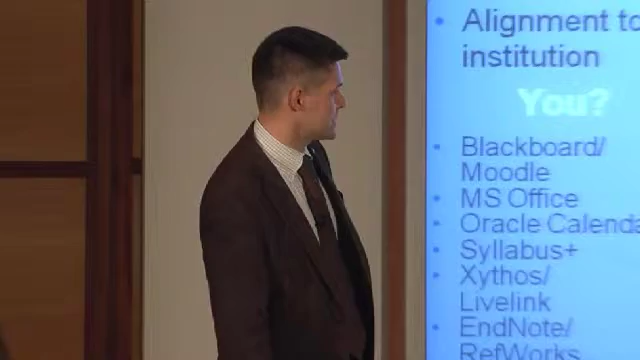 • Alignment to
institution
You?
• Blackboard/
Moodle
• MS Office
• Oracle Calenda
• Syllabus+
• Xythos/
Livelink
• EndNote/
RefWorks